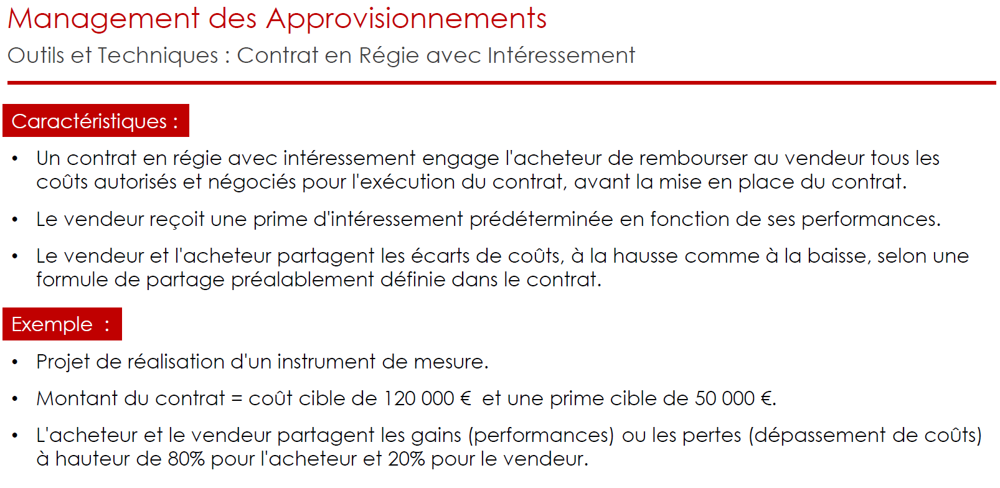 Management des Approvisionnements
Outils et Techniques : Contrat en Régie avec Intéressement
Caractéristiques :
• Un contrat en régie avec intéressement engage l'acheteur de rembourser au vendeur tous les
coûts autorisés et négociés pour l'exécution du contrat, avant la mise en place du contrat.
• Le vendeur reçoit une prime d'intéressement prédéterminée en fonction de ses performances.
• Le vendeur et l'acheteur partagent les écarts de coûts, à la hausse comme à la baisse, selon une
formule de partage préalablement définie dans le contrat.
Exemple :
• Projet de réalisation d'un instrument de mesure.
• Montant du contrat = coût cible de 120 000 € et une prime cible de 50 000 €.
• L'acheteur et le vendeur partagent les gains (performances) ou les pertes (dépassement de coûts)
à hauteur de 80% pour l'acheteur et 20% pour le vendeur.